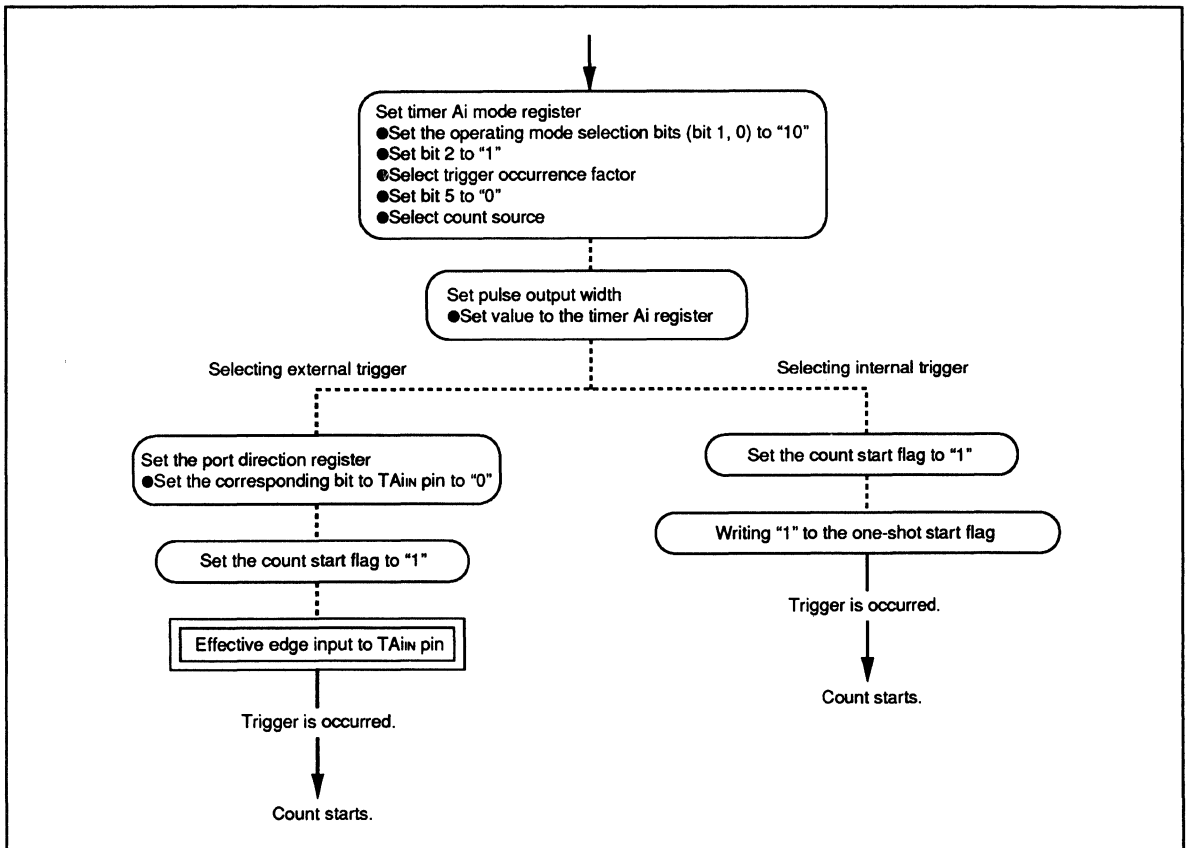 Set timer Ai mode register
●Set the operating mode selection bits (bit 1, 0) to “10”
●Set bit 2 to “1”
●Select trigger occurrence factor
●Set bit 5 to “0”
●Select count source
Set pulse output width
●Set value to the timer Ai register
Selecting external trigger
Set the port direction register
●Set the corresponding bit to TAiIN pin to “0”
Set the count start flag to “1”
Effective edge input to TAiIN pin
Trigger is occurred.
Count starts.
Selecting internal trigger
Set the count start flag to “1”
Writing “1” to the one-shot start flag
Trigger is occurred.
Count starts.